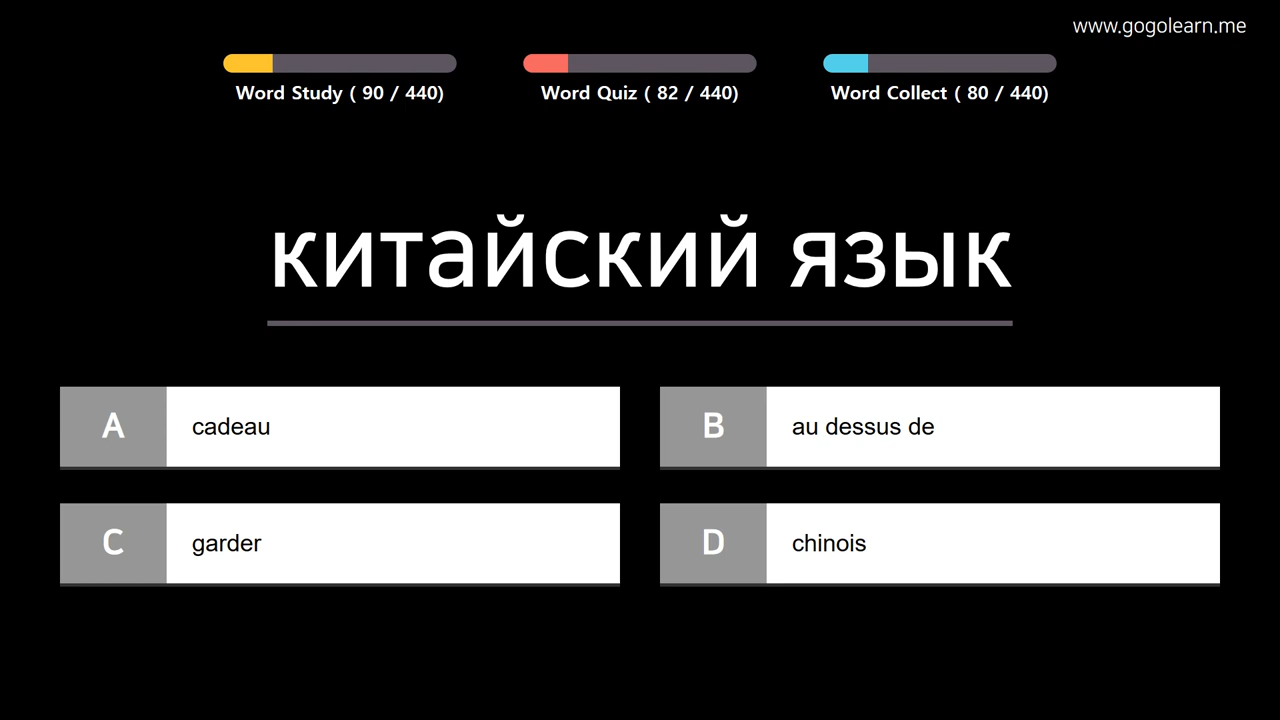 www.gogolearn.me
Word Study ( 90 / 440)
Word Quiz ( 82 / 440)
Word Collect ( 80 / 440)
китайский язык
A cadeau
B au dessus de
C garder
D chinois